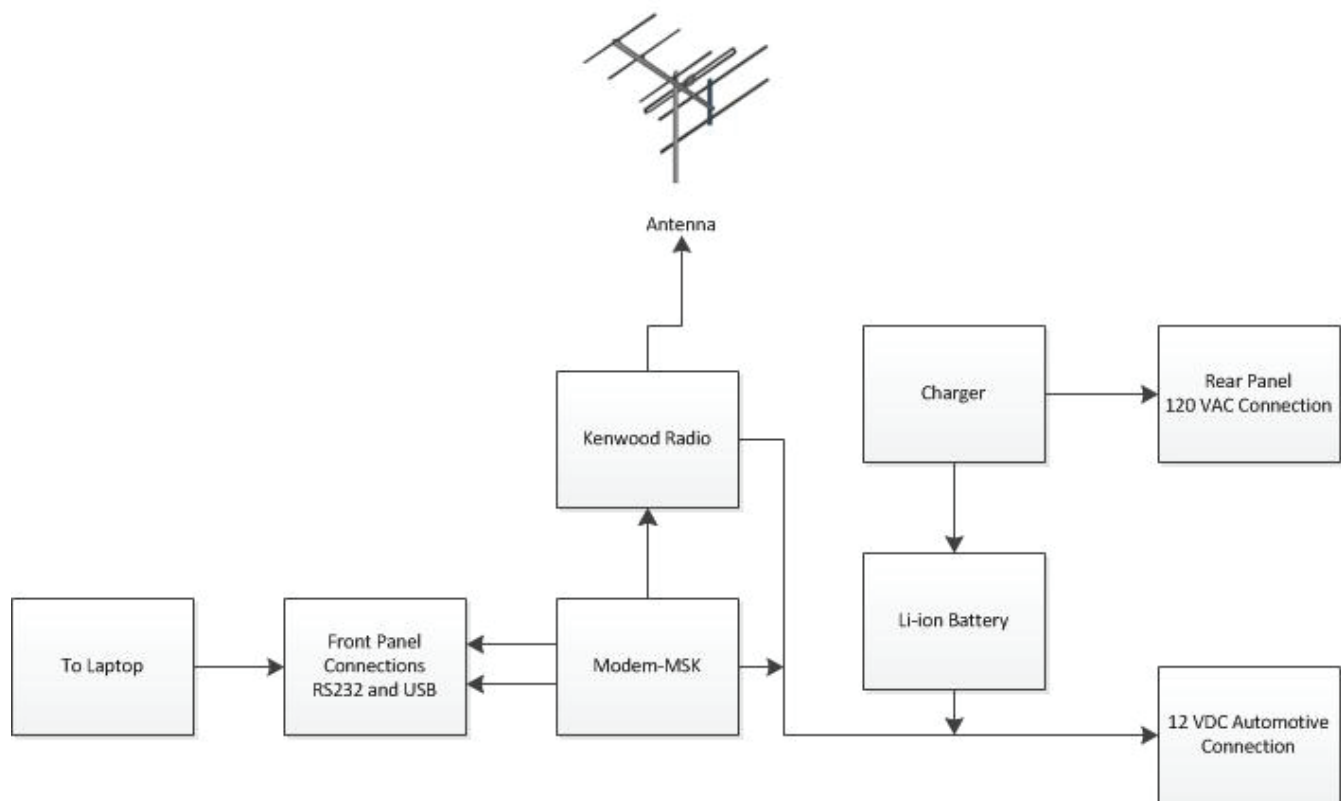 Antenna
Kenwood Radio
Charger
Rear Panel
120 VAC Connection
Li-ion Battery
To Laptop
Front Panel
Connections
RS232 and USB
Modem-MSK
12 VDC Automotive
Connection